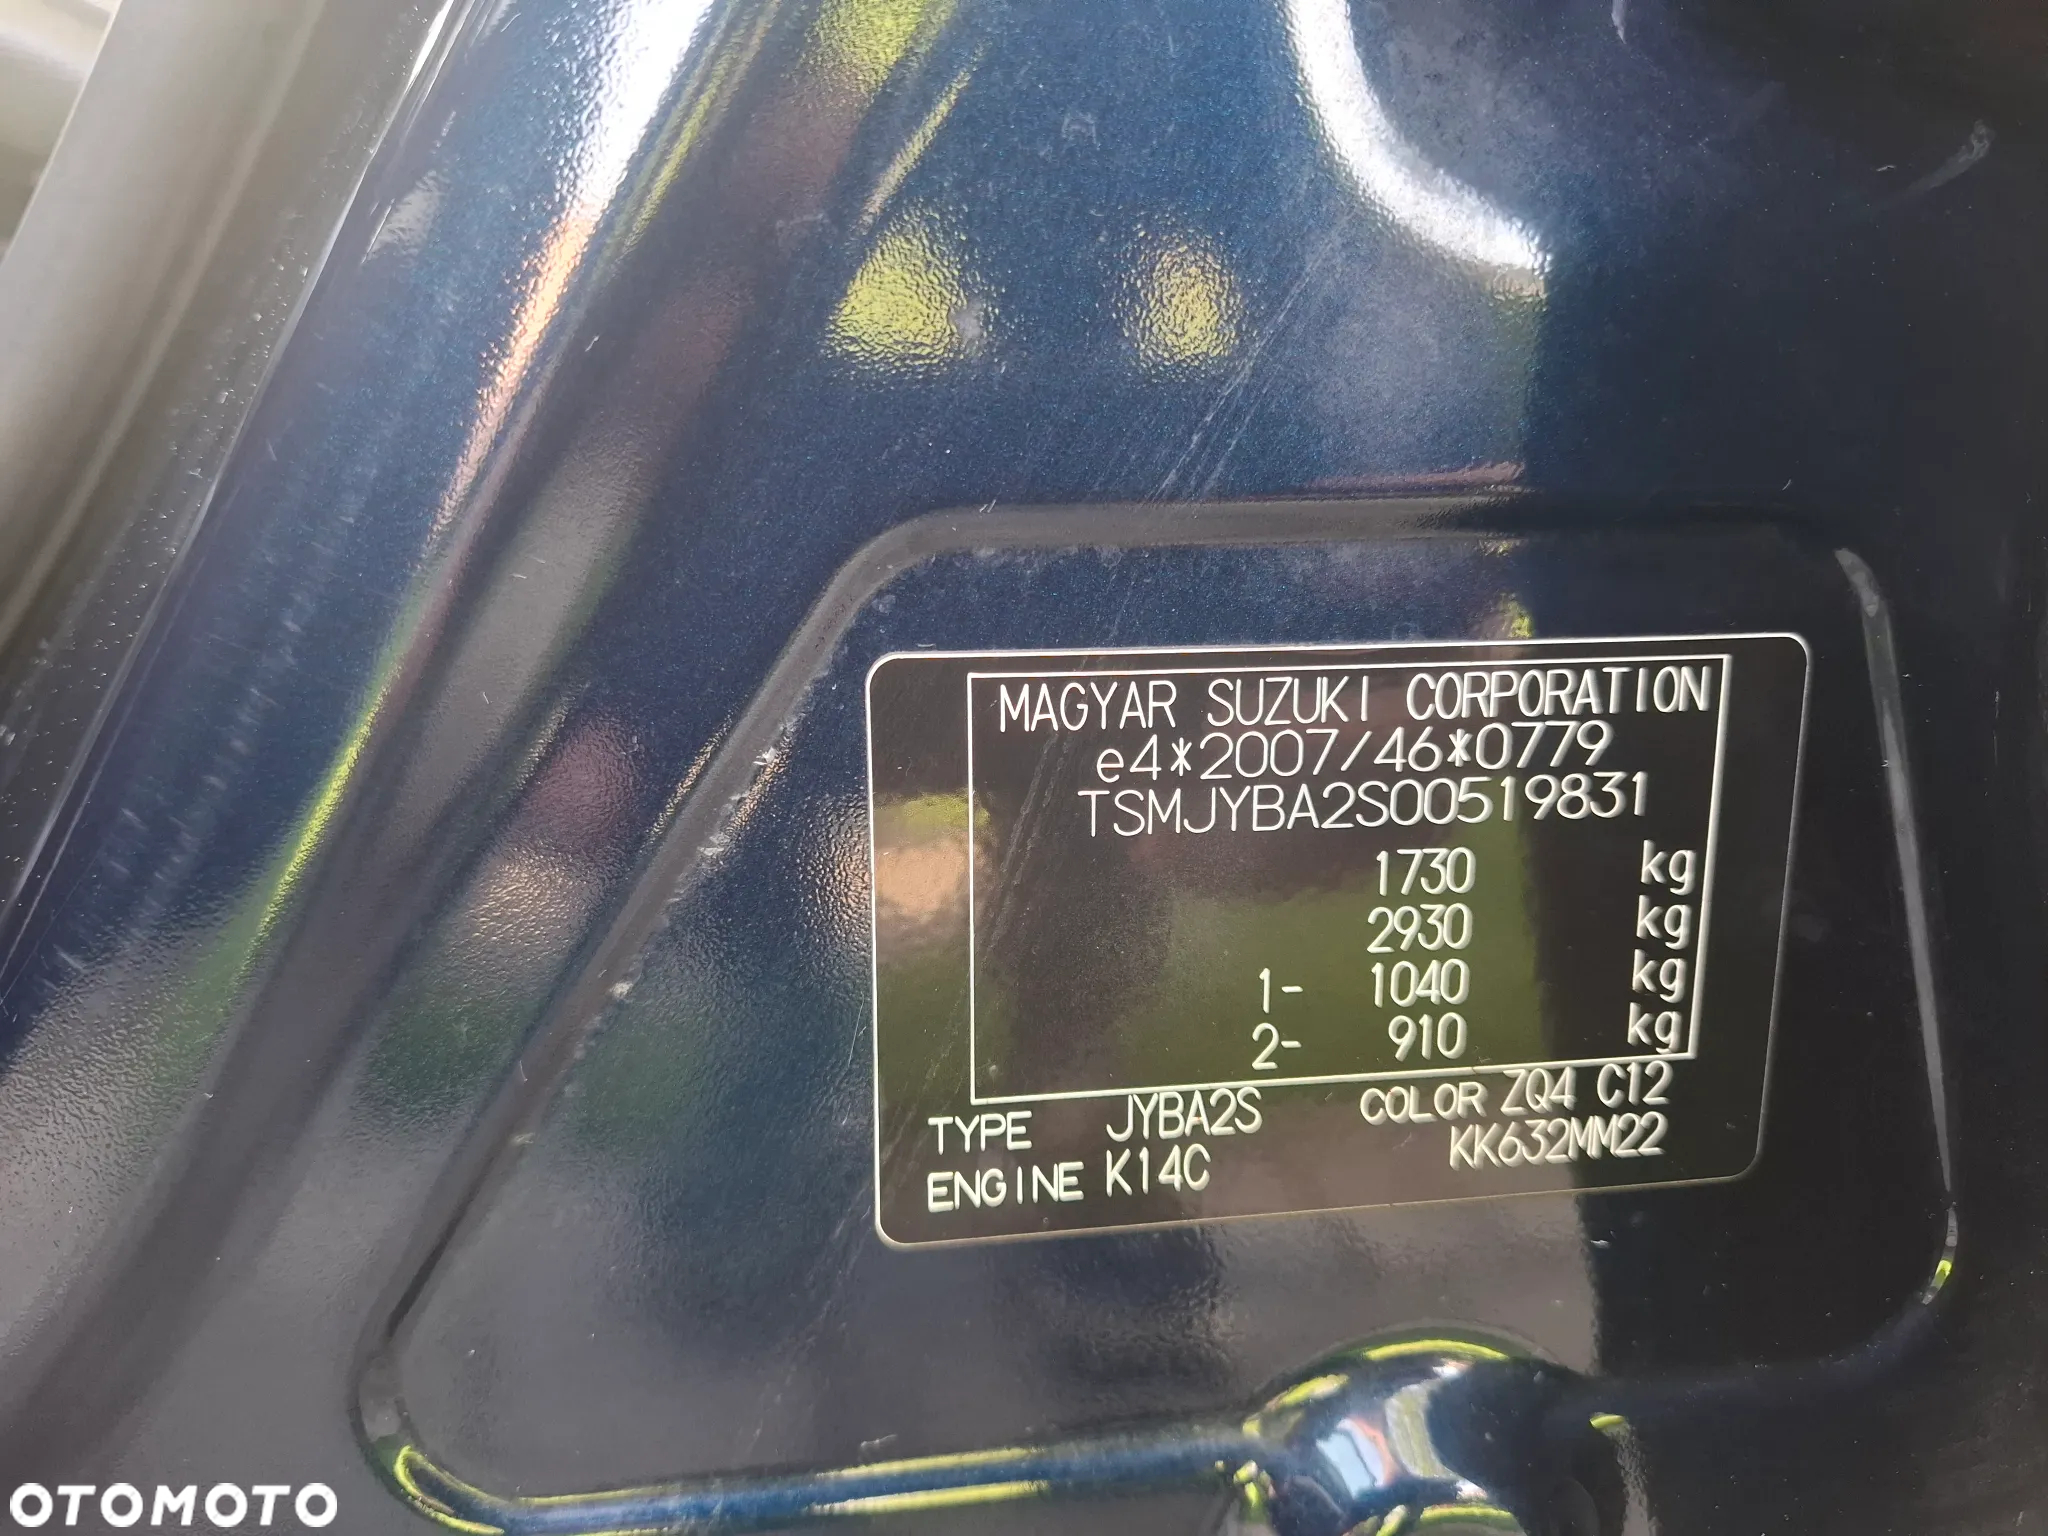 MAGYAR SUZUKI CORPORATION
e4*2007/46*0779
TSMJYBA2S00519831
1730 kg
2930 kg
1- 1040 kg
2- 910 kg
TYPE JYBA2S COLOR ZQ4 C12
ENGINE K14C KK632MM22
OTOMOTO